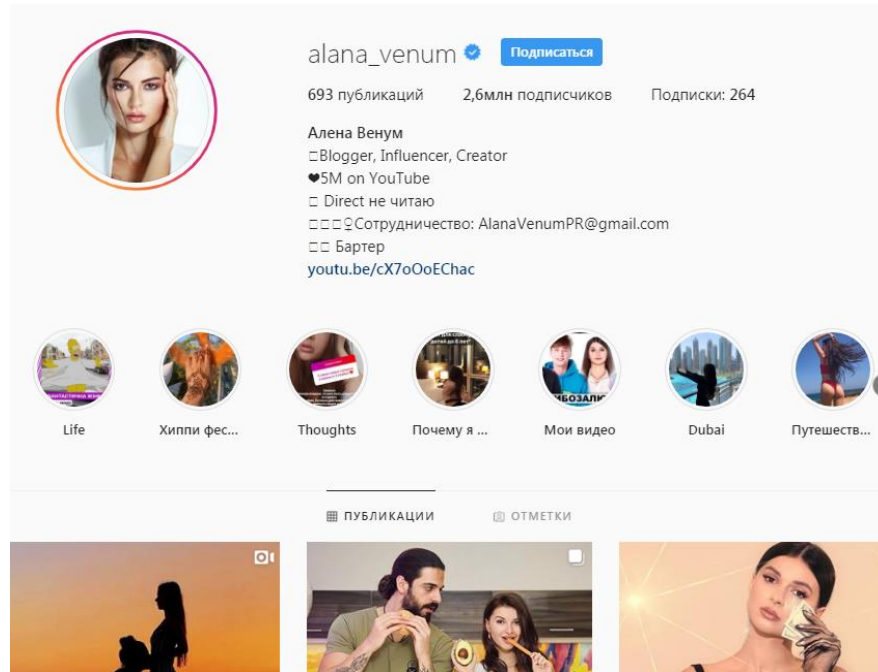 alana_venum Подписаться
693 публикаций 2,6млн подписчиков Подписки: 264
Алена Венум
Blogger, Influencer, Creator
❤5M on YouTube
Direct не читаю
♀Сотрудничество: AlanaVenumPR@gmail.com
Бартер
youtu.be/cX7oOoEChac
Life Хиппи фес... Thoughts Почему я ... Мои видео Dubai Путешеств...
ПУБЛИКАЦИИ ОТМЕТКИ